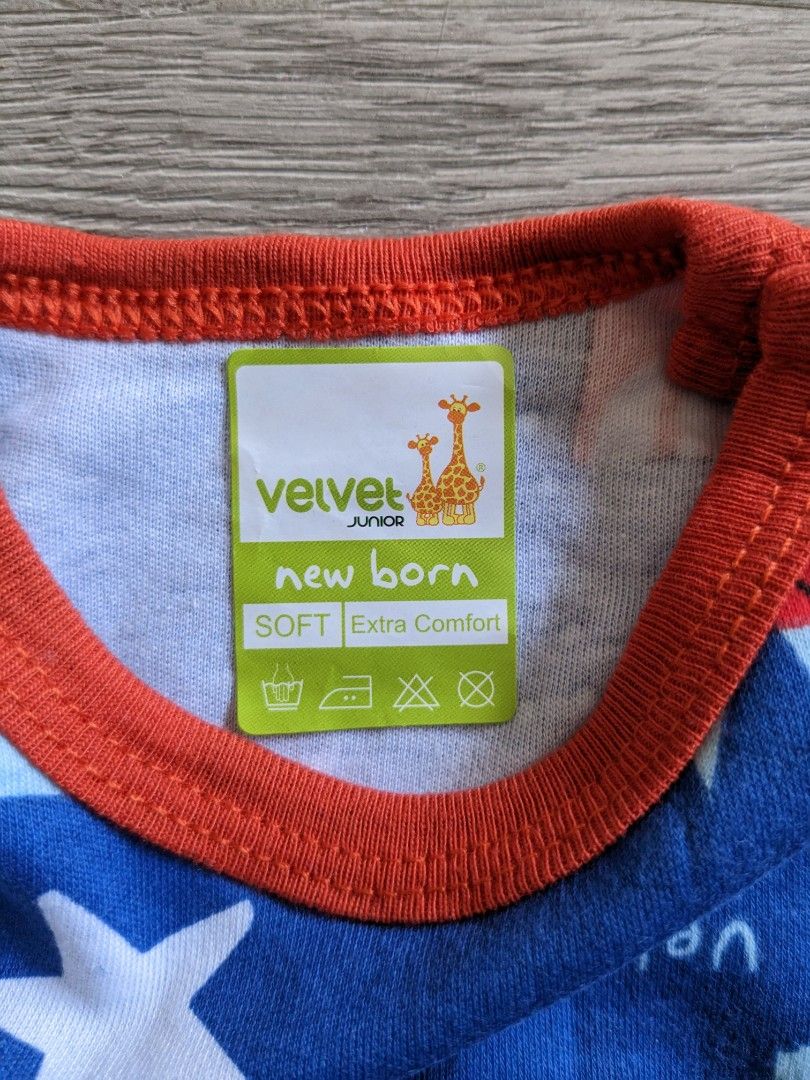 velvet
JUNIOR
®
new born
SOFT Extra Comfort